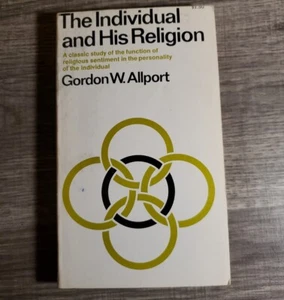 The Individual
and His Religion
A classic study of the function of
religious sentiment in the personality
of the individual
Gordon W. Allport